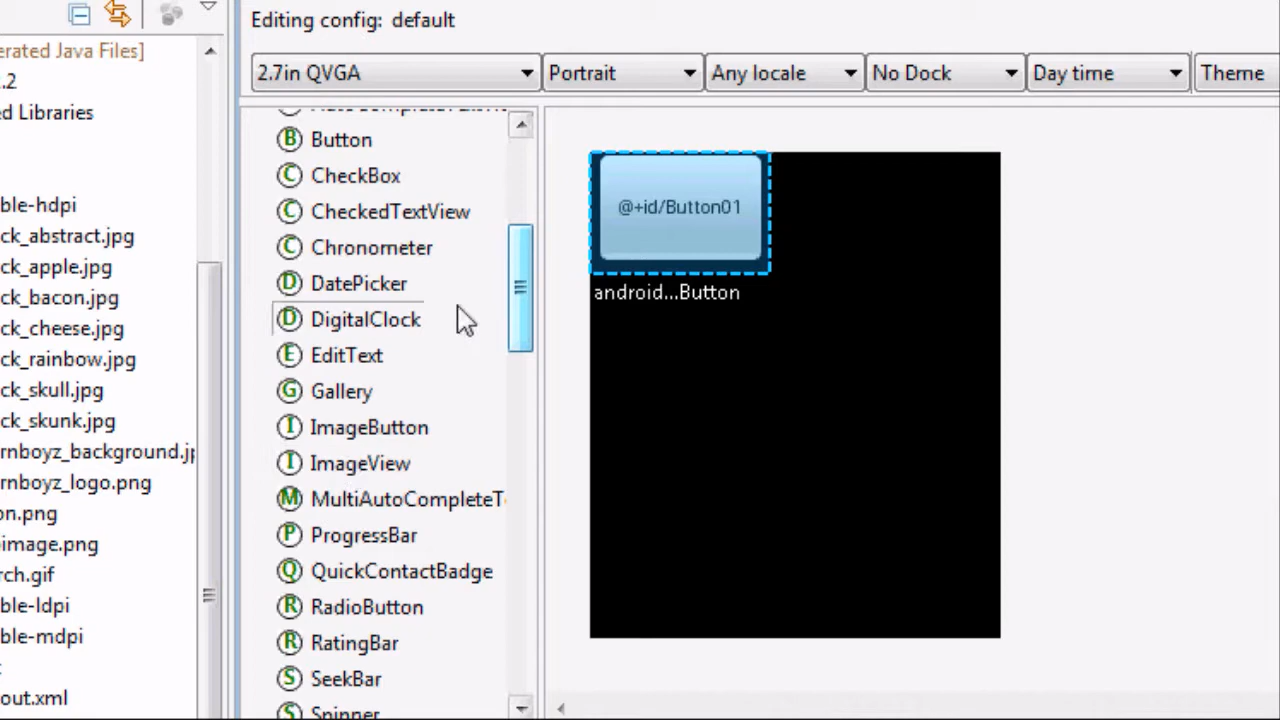 Editing config: default
2.7in QVGA
Portrait
Any locale
No Dock
Day time
Theme
erated Java Files]
.2
ed Libraries
ble-hdpi
ck_abstract.jpg
ck_apple.jpg
ck_bacon.jpg
ck_cheese.jpg
ck_rainbow.jpg
ck_skull.jpg
ck_skunk.jpg
rnboyz_background.jp
rnboyz_logo.png
on.png
image.png
rch.gif
ble-ldpi
ble-mdpi
t
out.xml
B Button
C CheckBox
C CheckedTextView
C Chronometer
D DatePicker
D DigitalClock
E EditText
G Gallery
I ImageButton
I ImageView
M MultiAutoCompleteT
P ProgressBar
Q QuickContactBadge
R RadioButton
R RatingBar
S SeekBar
S Spinner
@+id/Button01
android...Button